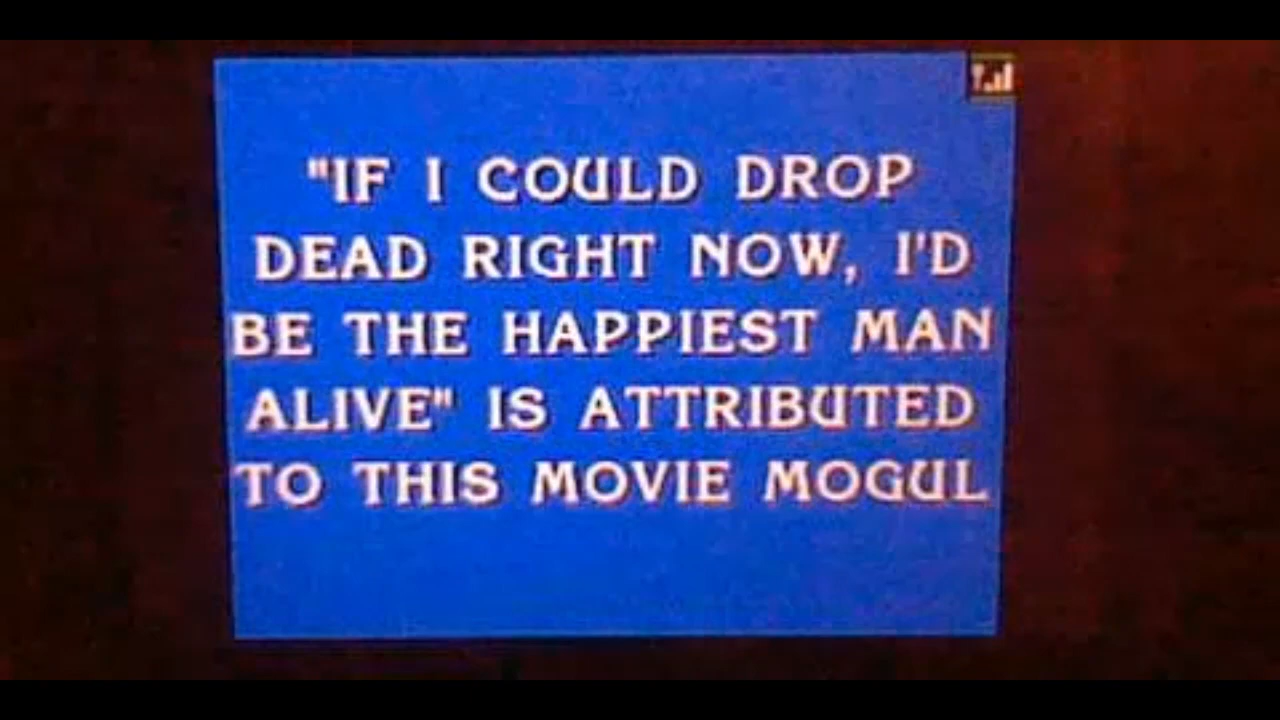 "IF I COULD DROP
DEAD RIGHT NOW, I'D
BE THE HAPPIEST MAN
ALIVE" IS ATTRIBUTED
TO THIS MOVIE MOGUL